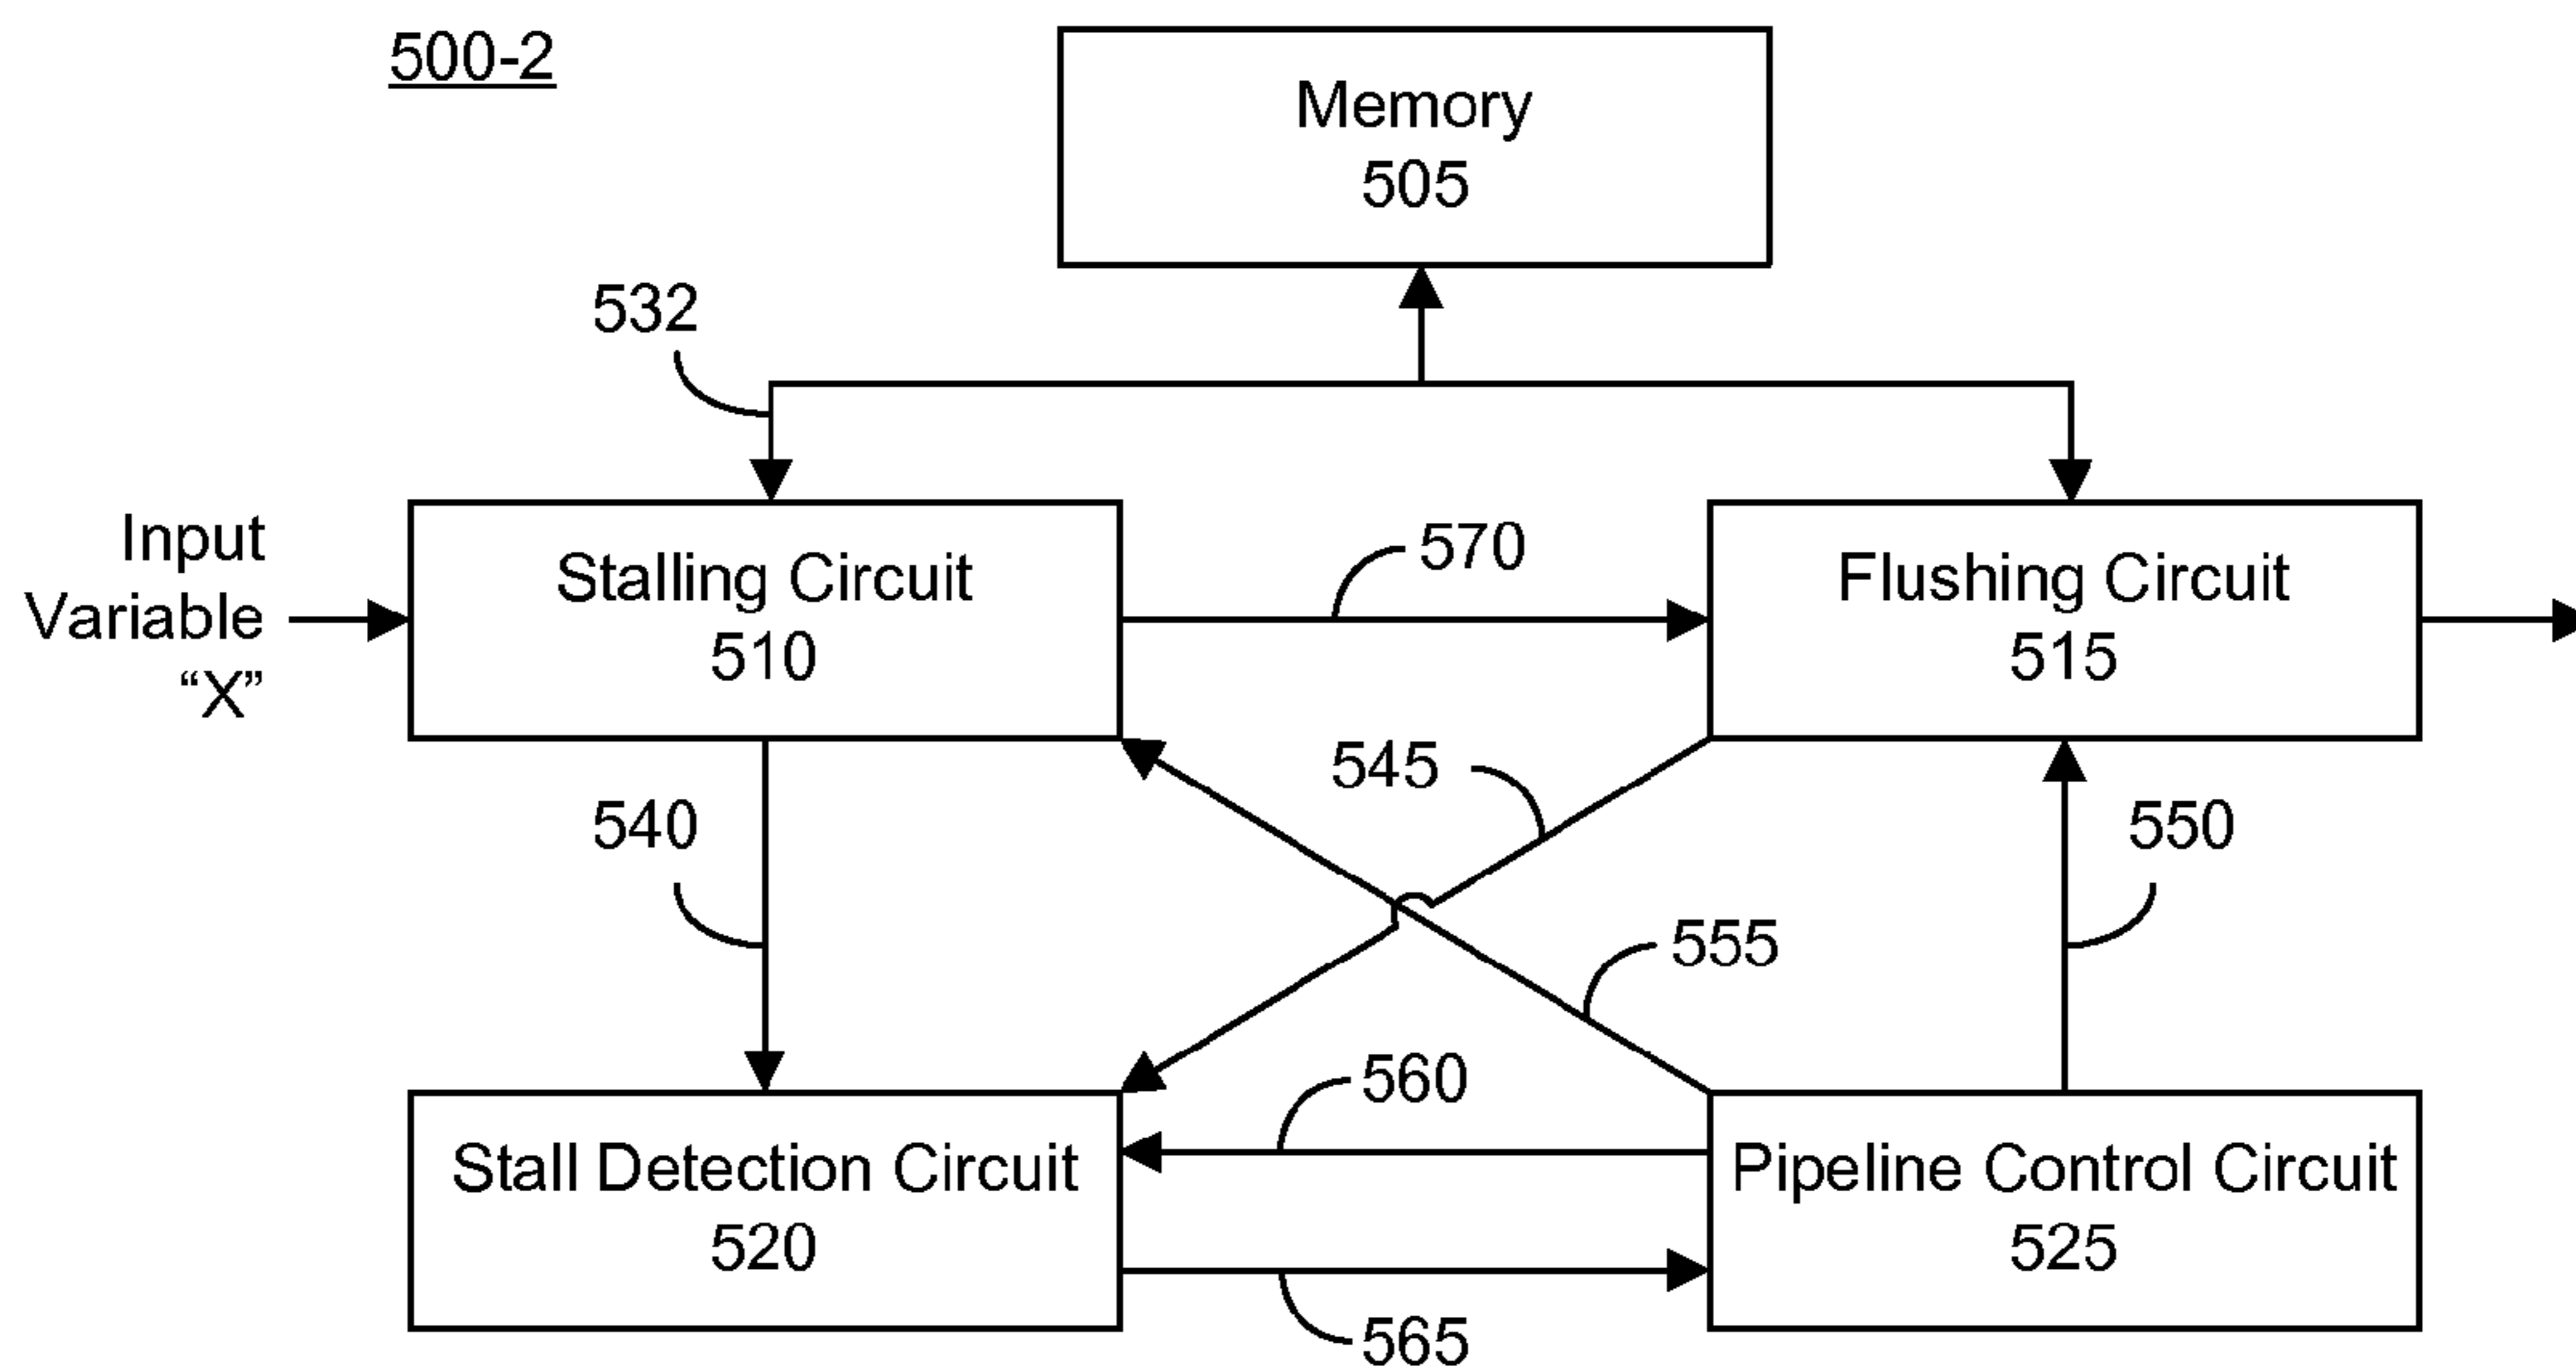 500-2
Memory
505
532
Input
Variable
“X”
Stalling Circuit
510
570
Flushing Circuit
515
545
540
550
555
560
Stall Detection Circuit
520
Pipeline Control Circuit
525
565